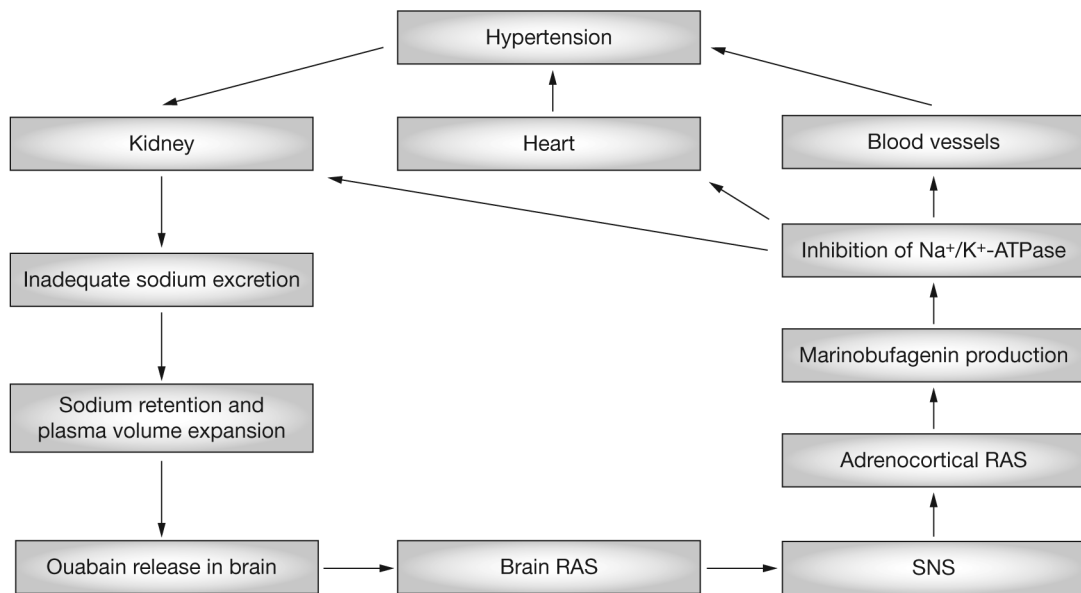 Hypertension
Kidney
Heart
Blood vessels
Inadequate sodium excretion
Inhibition of Na⁺/K⁺-ATPase
Marinobufagenin production
Sodium retention and
plasma volume expansion
Adrenocortical RAS
Ouabain release in brain
Brain RAS
SNS